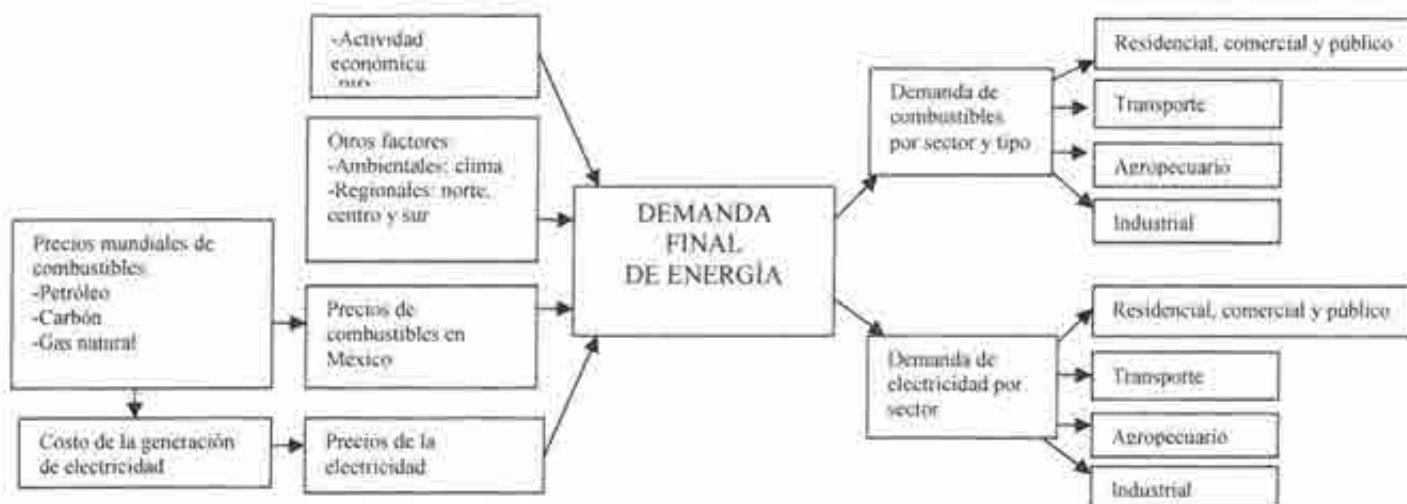 -Actividad
económica
Otros factores:
-Ambientales: clima
-Regionales: norte,
centro y sur
Precios mundiales de
combustibles
-Petróleo
-Carbón
-Gas natural
Precios de
combustibles en
México
Costo de la generación
de electricidad
Precios de la
electricidad
DEMANDA
FINAL
DE ENERGÍA
Demanda de
combustibles
por sector y tipo
Residencial, comercial y público
Transporte
Agropecuario
Industrial
Demanda de
electricidad por
sector
Residencial, comercial y público
Transporte
Agropecuario
Industrial